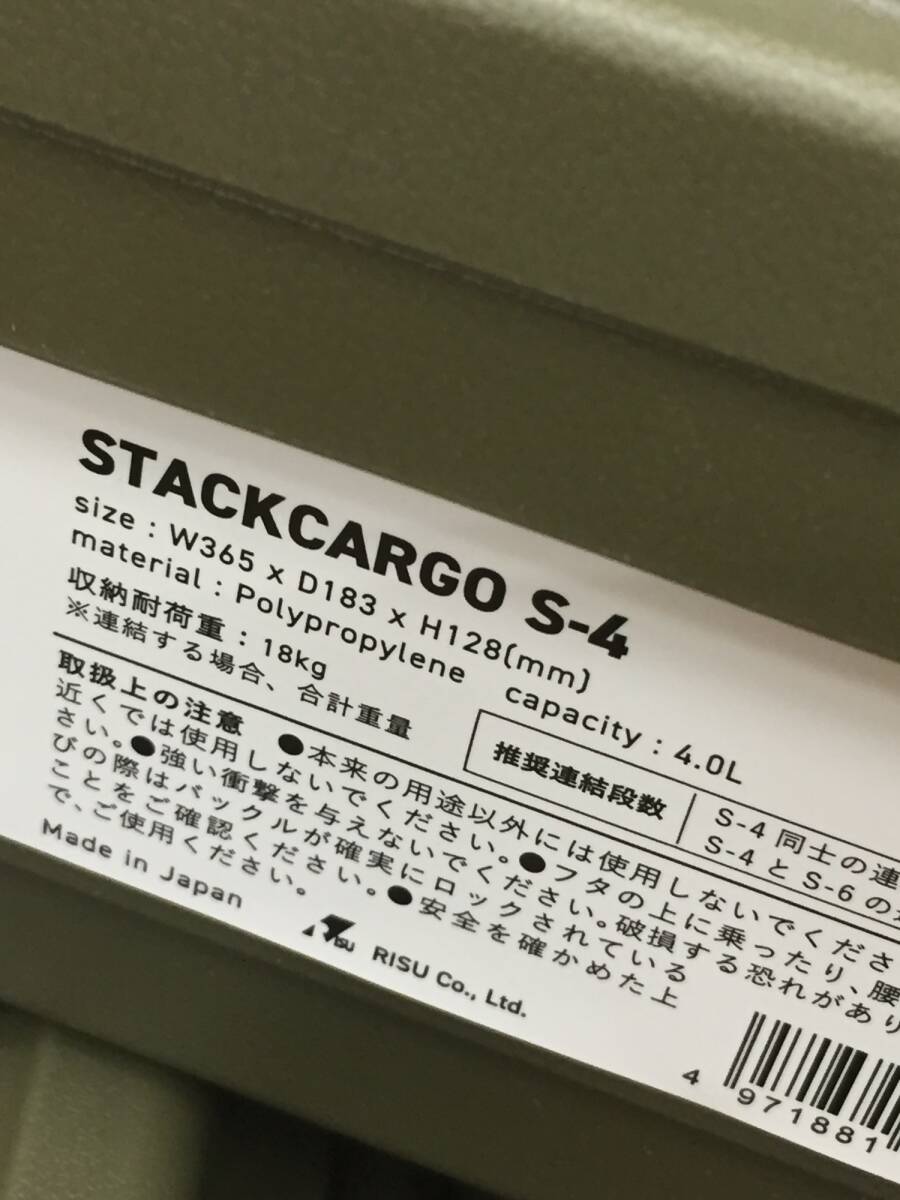 STACKCARGO S-4
size : W365 x D183 x H128(mm)
material : Polypropylene capacity : 4.0L
収納耐荷重 : 18kg
※連結する場合、合計重量
推奨連結段数
S-4 同士の連
S-4 と S-6 の
取扱上の注意 ●本来の用途以外には使用しないでくださ
近くでは使用しないでください。●フタの上に乗ったり、腰
さい。●強い衝撃を与えないでください。破損する恐れがあり
びの際はバックルが確実にロックされている
ことをご確認ください。●安全を確かめた上
で、ご使用ください。
Made in Japan
RISU RISU Co., Ltd.
4 971881